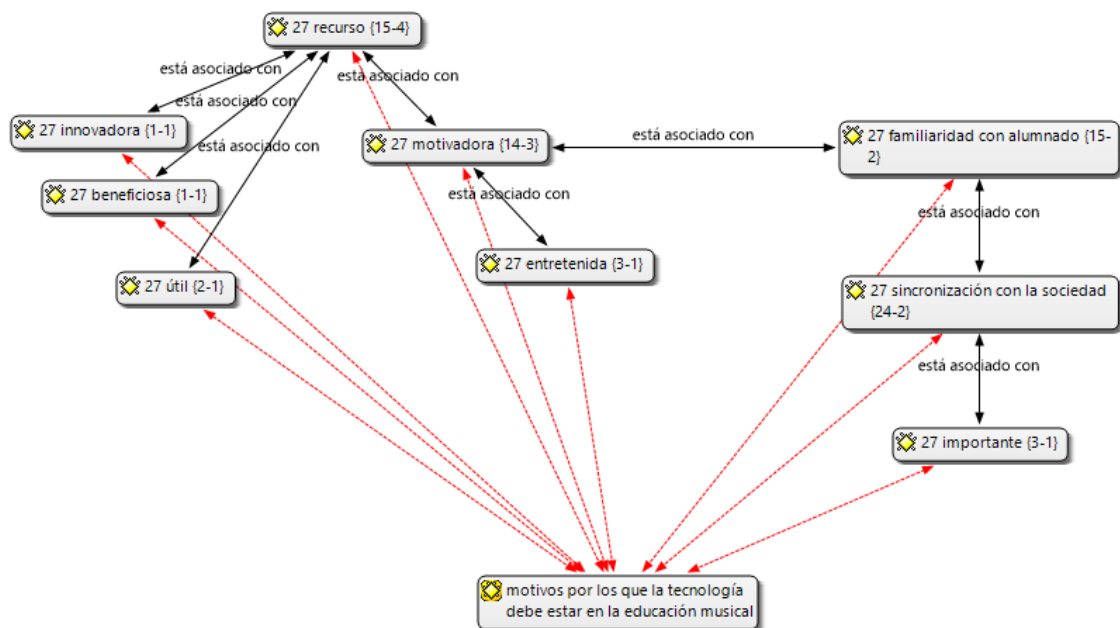 27 recurso {15-4}
está asociado con
está asociado con
está asociado con
está asociado con
27 innovadora {1-1}
27 motivadora {14-3}
está asociado con
27 familiaridad con alumnado {15-
2}
27 beneficiosa {1-1}
está asociado con
está asociado con
27 entretenida {3-1}
27 útil {2-1}
27 sincronización con la sociedad
{24-2}
está asociado con
27 importante {3-1}
motivos por los que la tecnología
debe estar en la educación musical